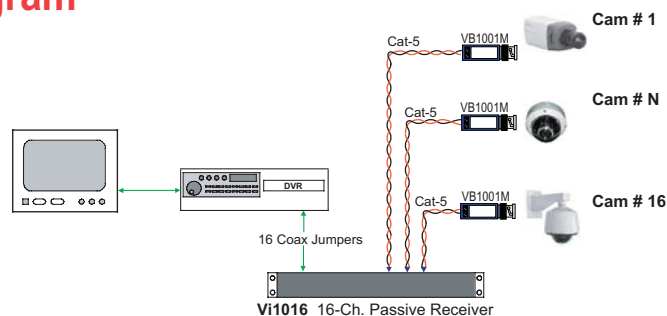 gram
Cam # 1
VB1001M
Cat-5
Cam # N
VB1001M
Cat-5
Cam # 16
VB1001M
Cat-5
DVR
16 Coax Jumpers
Vi1016 16-Ch. Passive Receiver